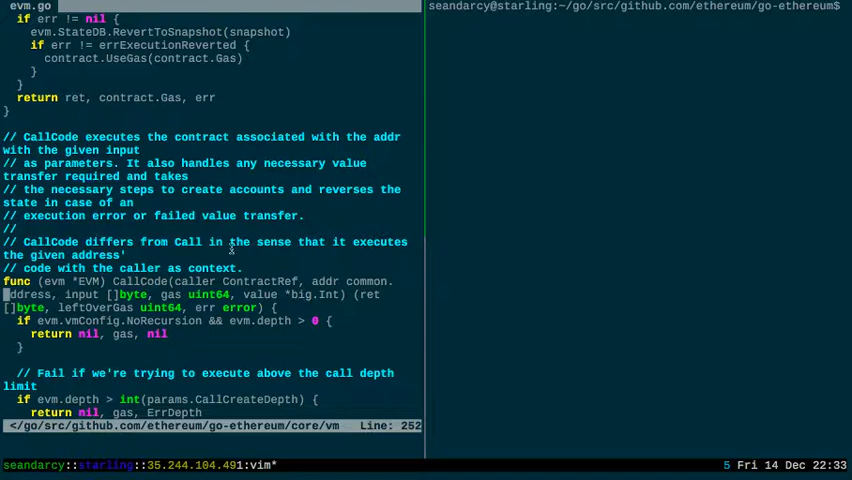 evm.go
if err != nil {
evm.StateDB.RevertToSnapshot(snapshot)
if err != errExecutionReverted {
contract.UseGas(contract.Gas)
}
}
return ret, contract.Gas, err
}
// CallCode executes the contract associated with the addr
with the given input
// as parameters. It also handles any necessary value
transfer required and takes
// the necessary steps to create accounts and reverses the
state in case of an
// execution error or failed value transfer.
//
// CallCode differs from Call in the sense that it executes
the given address'
// code with the caller as context.
func (evm *EVM) CallCode(caller ContractRef, addr common.
ddress, input []byte, gas uint64, value *big.Int) (ret
[]byte, leftOverGas uint64, err error) {
if evm.vmConfig.NoRecursion && evm.depth > 0 {
return nil, gas, nil
}
// Fail if we're trying to execute above the call depth
limit
if evm.depth > int(params.CallCreateDepth) {
return nil, gas, ErrDepth
</go/src/github.com/ethereum/go-ethereum/core/vm Line: 252
seandarcy@starling:~/go/src/github.com/ethereum/go-ethereum$
seandarcy::starling::35.244.104.491:vim* 5 Fri 14 Dec 22:33